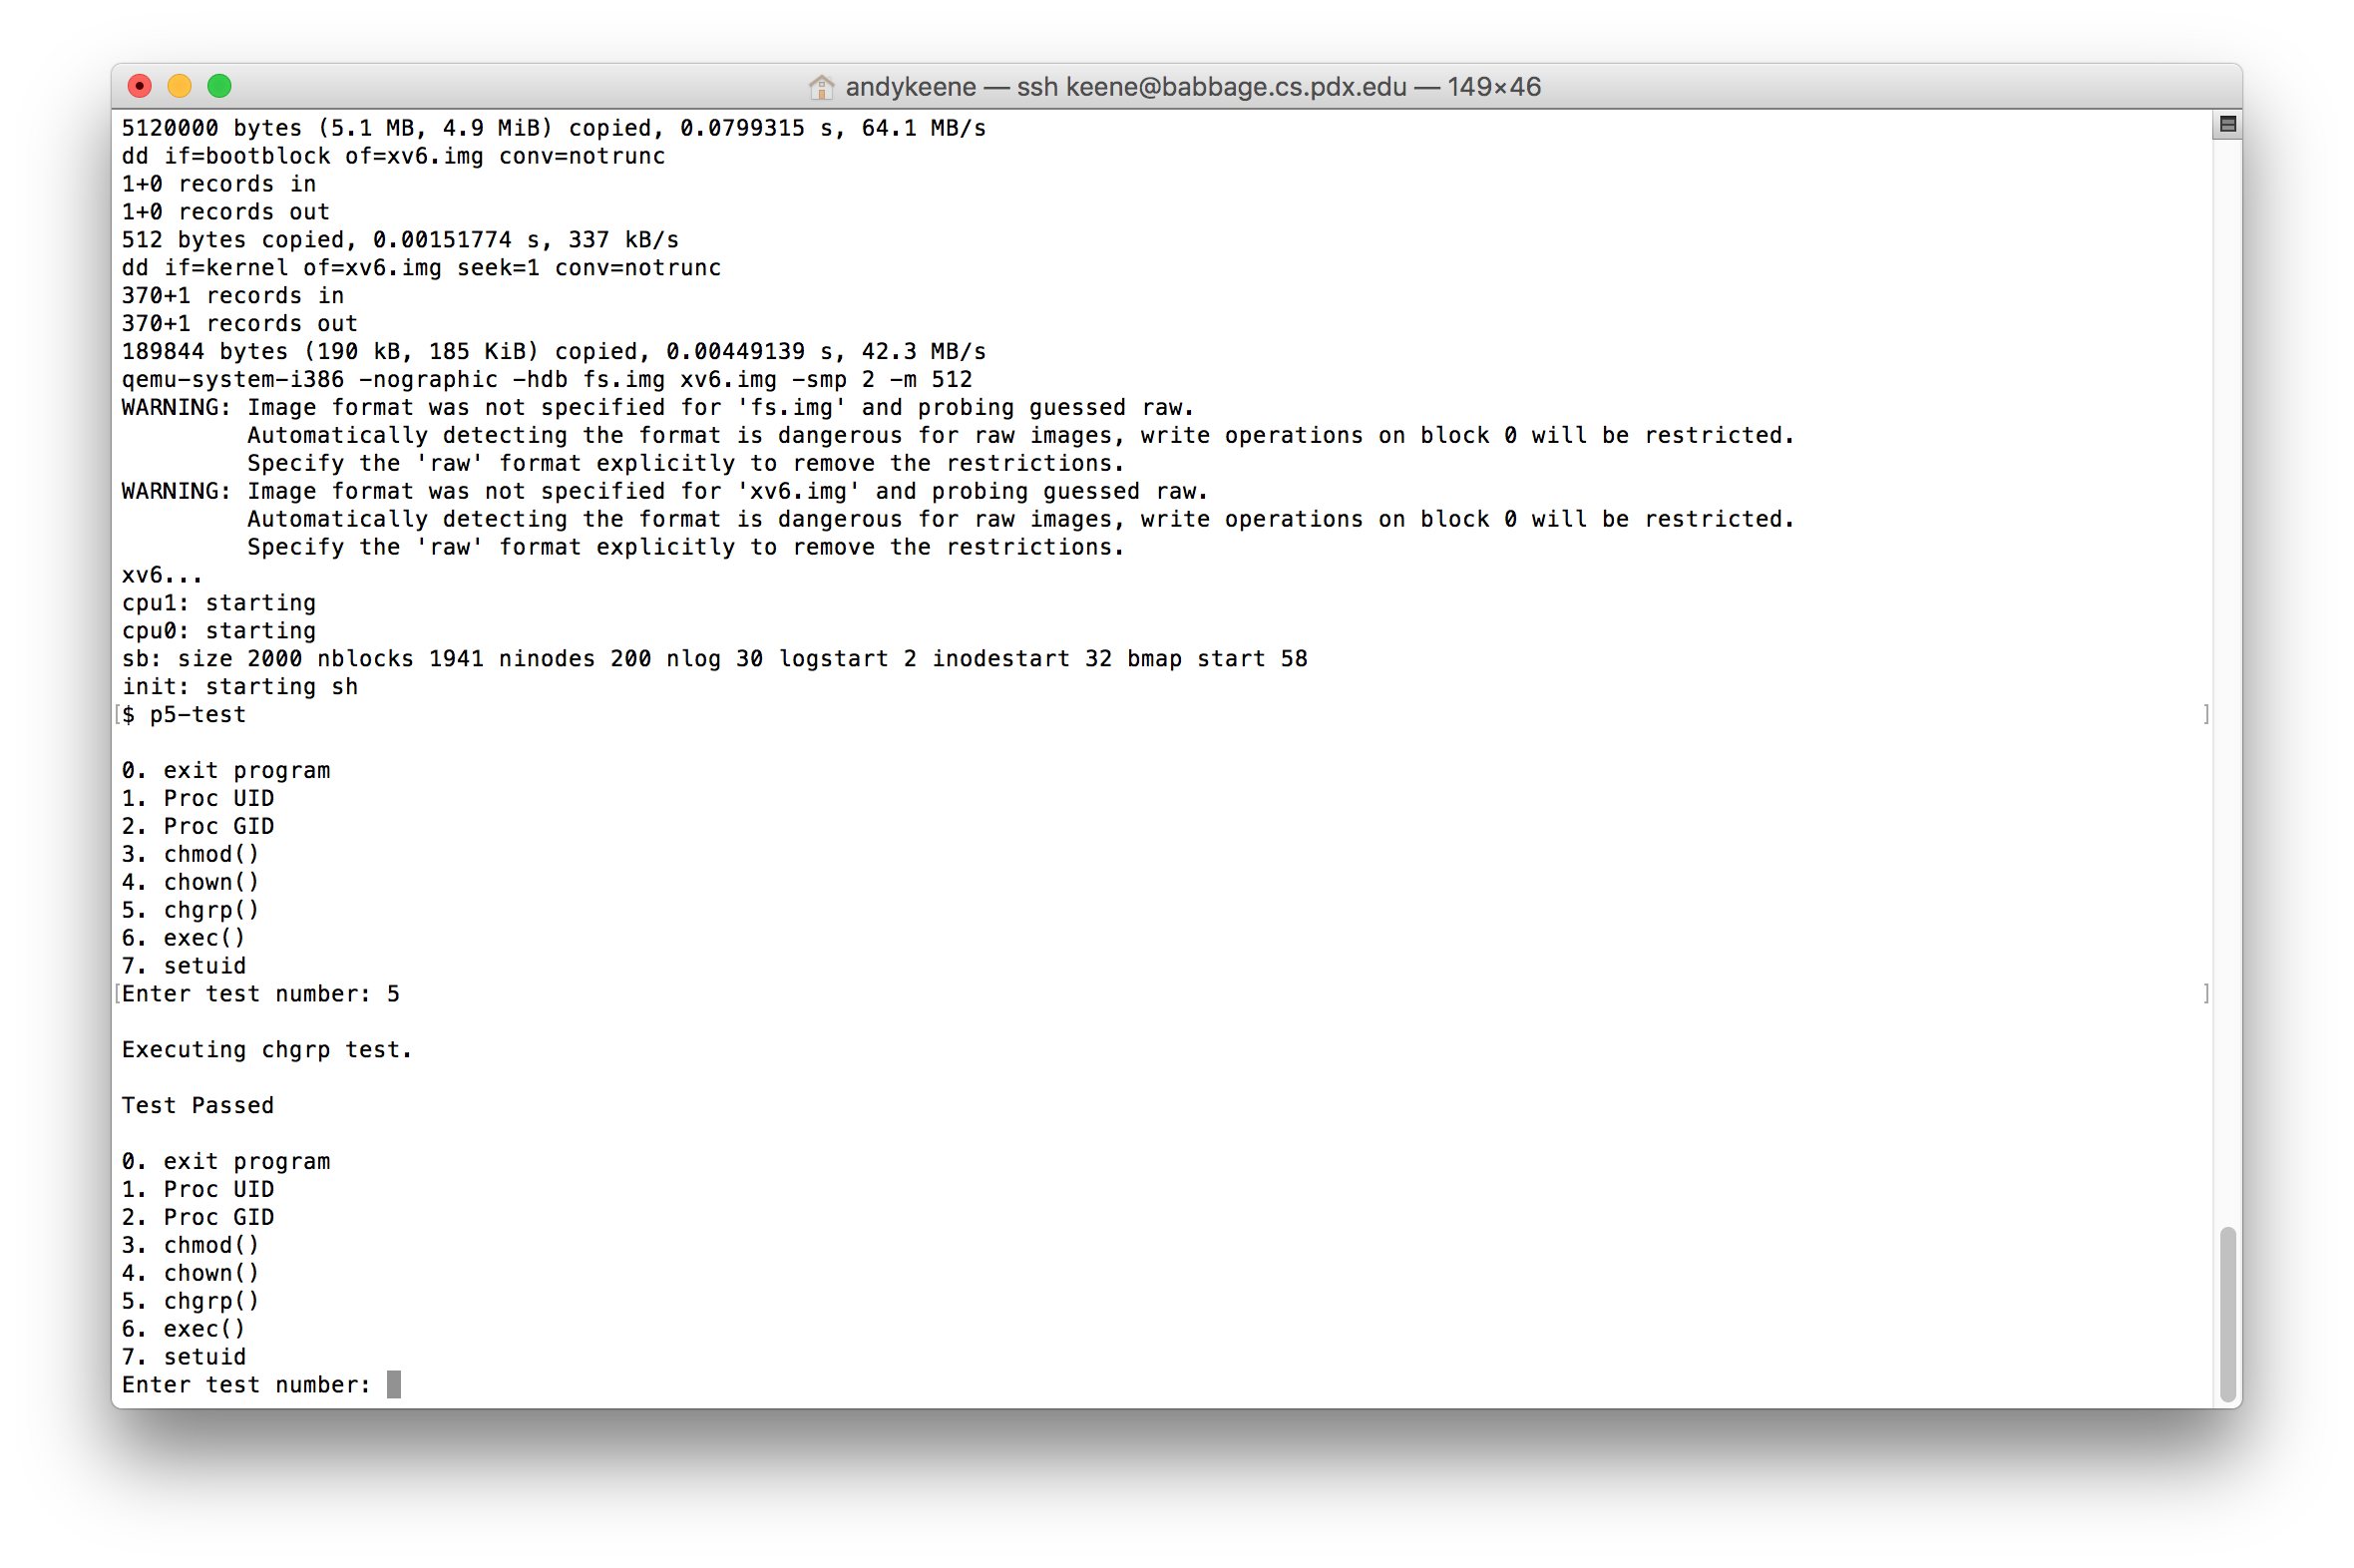 andykeene — ssh keene@babbage.cs.pdx.edu — 149×46
5120000 bytes (5.1 MB, 4.9 MiB) copied, 0.0799315 s, 64.1 MB/s
dd if=bootblock of=xv6.img conv=notrunc
1+0 records in
1+0 records out
512 bytes copied, 0.00151774 s, 337 kB/s
dd if=kernel of=xv6.img seek=1 conv=notrunc
370+1 records in
370+1 records out
189844 bytes (190 kB, 185 KiB) copied, 0.00449139 s, 42.3 MB/s
qemu-system-i386 -nographic -hdb fs.img xv6.img -smp 2 -m 512
WARNING: Image format was not specified for 'fs.img' and probing guessed raw.
         Automatically detecting the format is dangerous for raw images, write operations on block 0 will be restricted.
         Specify the 'raw' format explicitly to remove the restrictions.
WARNING: Image format was not specified for 'xv6.img' and probing guessed raw.
         Automatically detecting the format is dangerous for raw images, write operations on block 0 will be restricted.
         Specify the 'raw' format explicitly to remove the restrictions.
xv6...
cpu1: starting
cpu0: starting
sb: size 2000 nblocks 1941 ninodes 200 nlog 30 logstart 2 inodestart 32 bmap start 58
init: starting sh
[$ p5-test ]

0. exit program
1. Proc UID
2. Proc GID
3. chmod()
4. chown()
5. chgrp()
6. exec()
7. setuid
[Enter test number: 5 ]

Executing chgrp test.

Test Passed

0. exit program
1. Proc UID
2. Proc GID
3. chmod()
4. chown()
5. chgrp()
6. exec()
7. setuid
Enter test number: